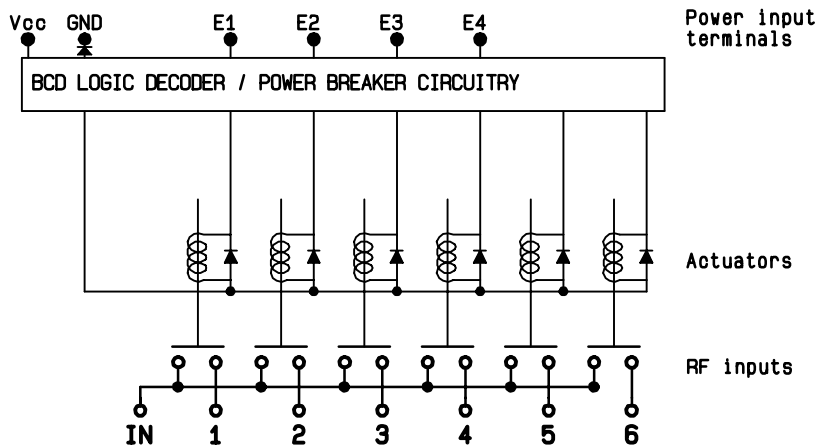 Vcc GND E1 E2 E3 E4 Power input
terminals
BCD LOGIC DECODER / POWER BREAKER CIRCUITRY
Actuators
RF inputs
IN 1 2 3 4 5 6